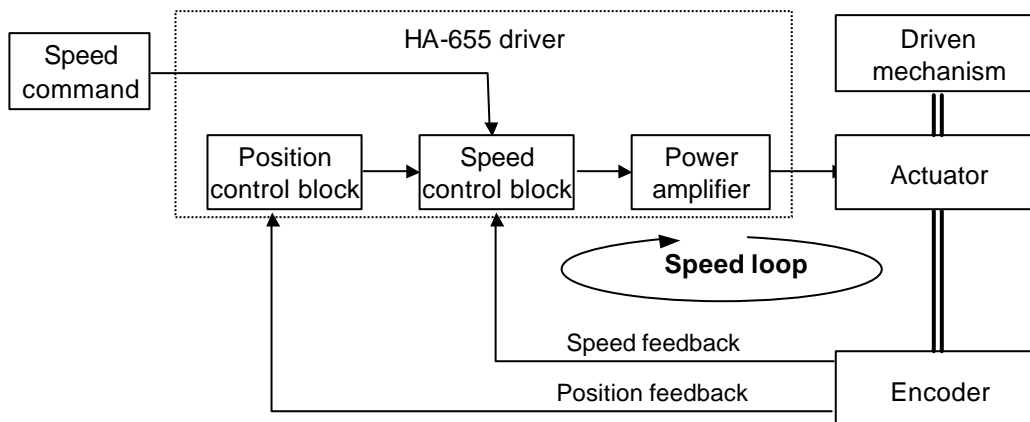 HA-655 driver
Speed
command
Driven
mechanism
Position
control block
Speed
control block
Power
amplifier
Actuator
Speed loop
Speed feedback
Position feedback
Encoder